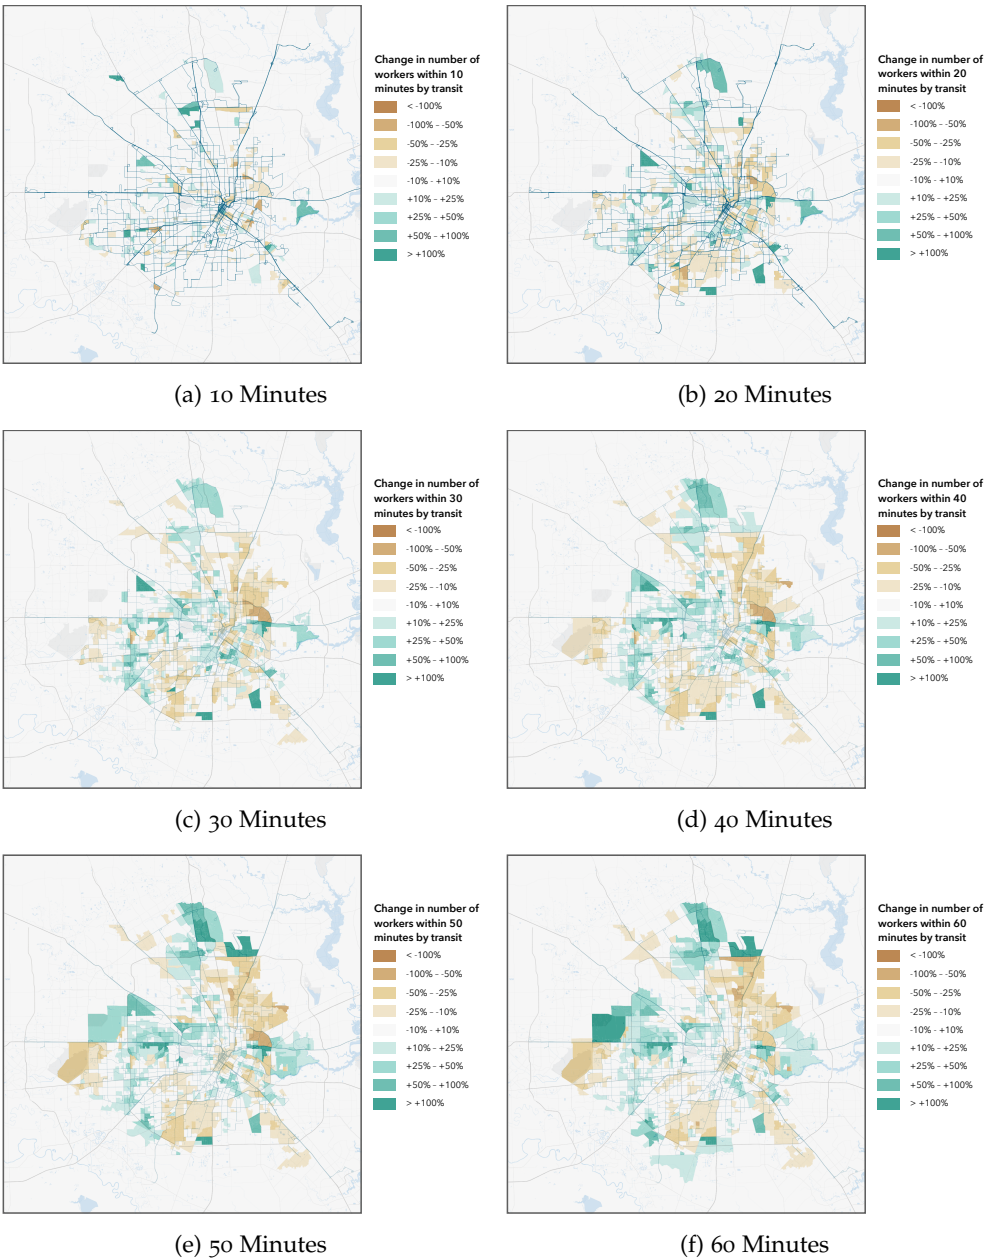 Change in number of
workers within 10
minutes by transit
< -100%
-100% - -50%
-50% - -25%
-25% - -10%
-10% - +10%
+10% - +25%
+25% - +50%
+50% - +100%
> +100%
(a) 10 Minutes
Change in number of
workers within 20
minutes by transit
< -100%
-100% - -50%
-50% - -25%
-25% - -10%
-10% - +10%
+10% - +25%
+25% - +50%
+50% - +100%
> +100%
(b) 20 Minutes
Change in number of
workers within 30
minutes by transit
< -100%
-100% - -50%
-50% - -25%
-25% - -10%
-10% - +10%
+10% - +25%
+25% - +50%
+50% - +100%
> +100%
(c) 30 Minutes
Change in number of
workers within 40
minutes by transit
< -100%
-100% - -50%
-50% - -25%
-25% - -10%
-10% - +10%
+10% - +25%
+25% - +50%
+50% - +100%
> +100%
(d) 40 Minutes
Change in number of
workers within 50
minutes by transit
< -100%
-100% - -50%
-50% - -25%
-25% - -10%
-10% - +10%
+10% - +25%
+25% - +50%
+50% - +100%
> +100%
(e) 50 Minutes
Change in number of
workers within 60
minutes by transit
< -100%
-100% - -50%
-50% - -25%
-25% - -10%
-10% - +10%
+10% - +25%
+25% - +50%
+50% - +100%
> +100%
(f) 60 Minutes